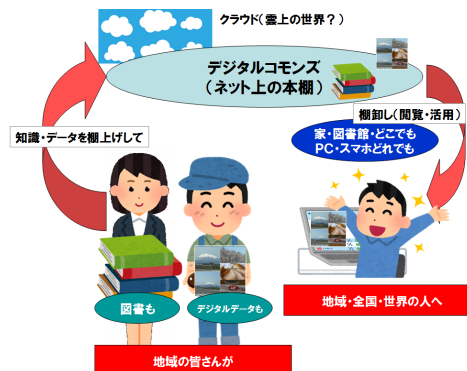 クラウド（雲上の世界？）
デジタルコモンズ
（ネット上の本棚）
棚卸し（閲覧・活用）
知識・データを棚上げして
家・図書館・どこでも
PC・スマホどれでも
図書も
デジタルデータも
地域・全国・世界の人へ
地域の皆さんが